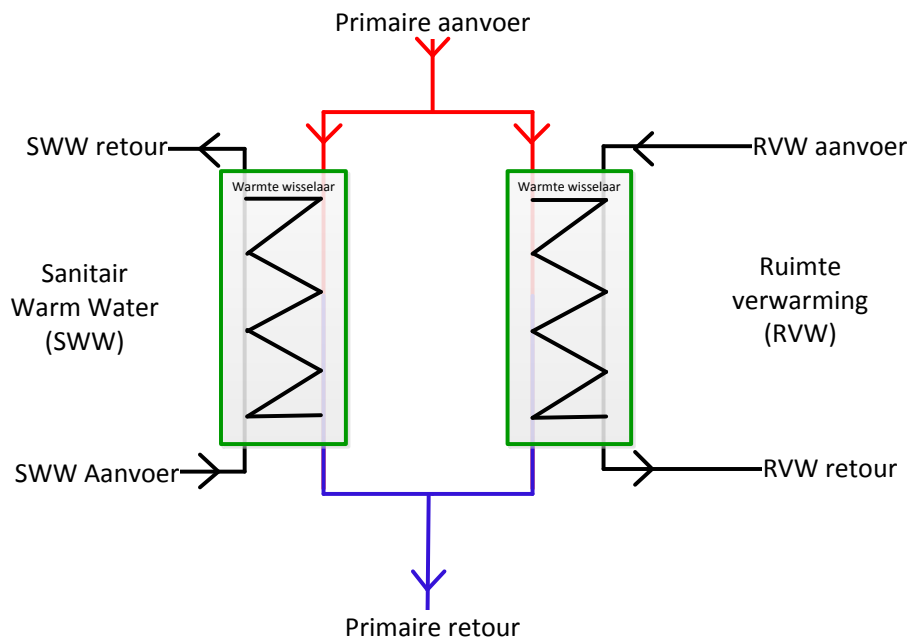 Primaire aanvoer
SWW retour
RVW aanvoer
Warmte wisselaar
Warmte wisselaar
Sanitair
Warm Water
(SWW)
Ruimte
verwarming
(RVW)
SWW Aanvoer
RVW retour
Primaire retour